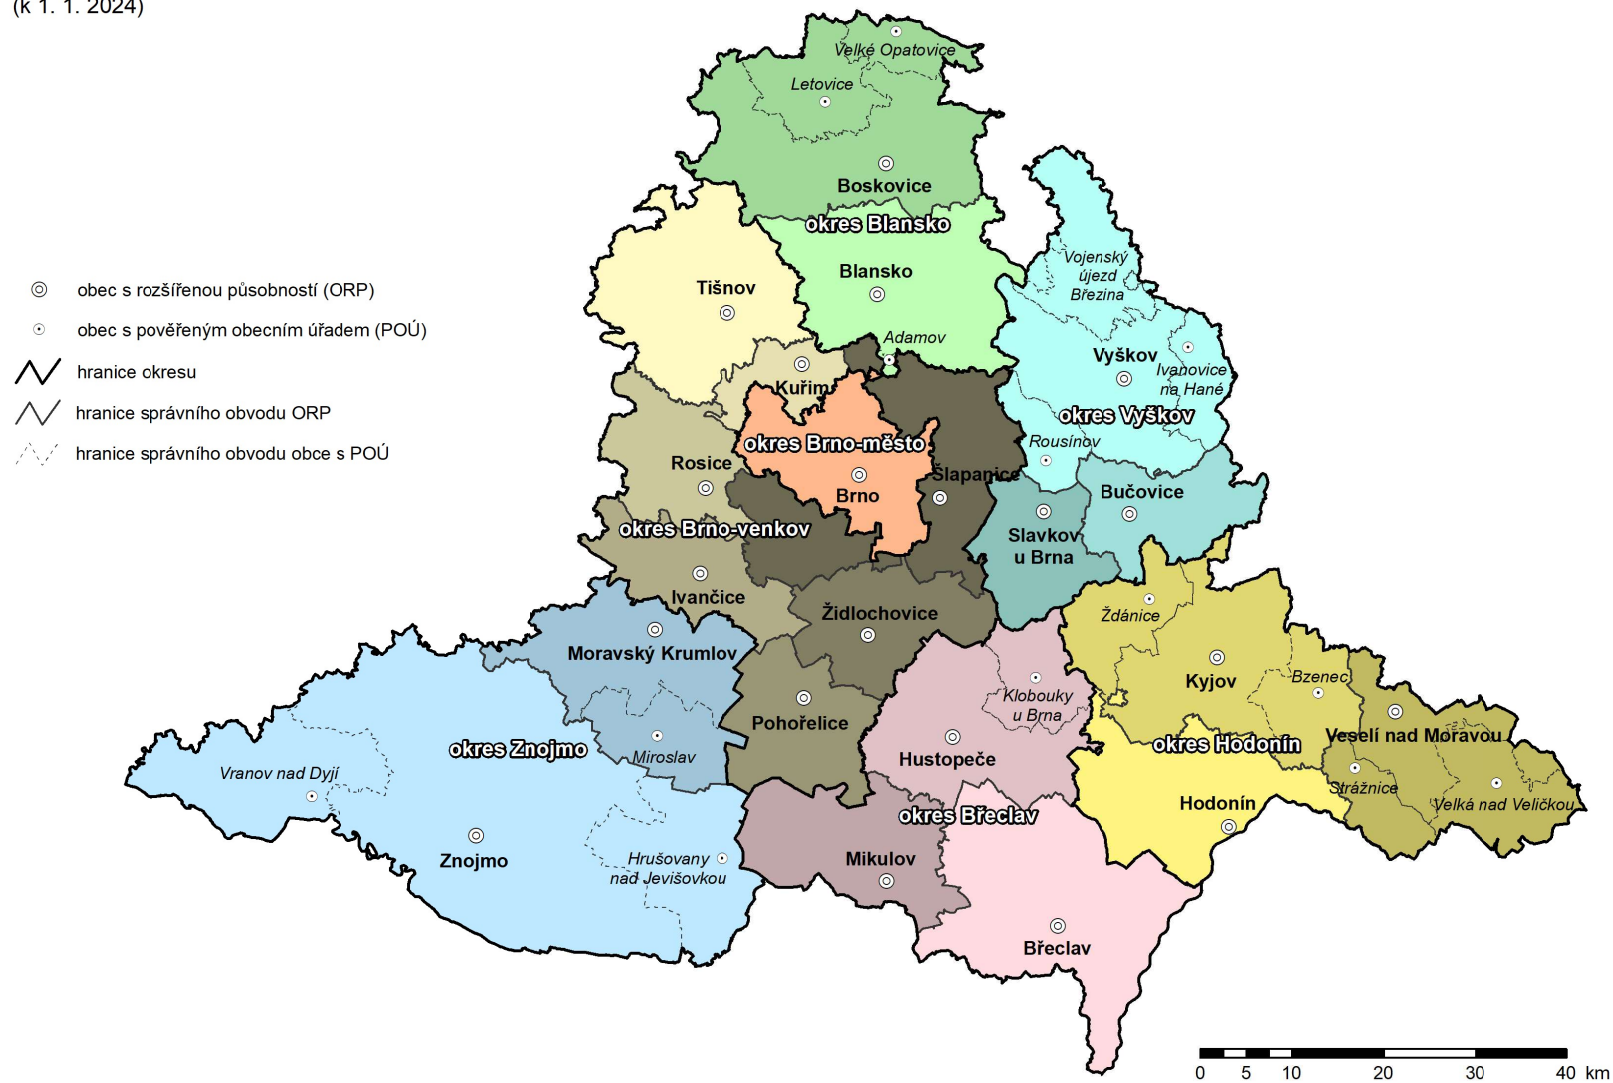 (k 1. 1. 2024)
Velké Opatovice
Letovice
Boskovice
okres Blansko
Blansko
Adamov
Vojenský
újezd
Březina
Tišnov
obec s rozšířenou působností (ORP)
obec s pověřeným obecním úřadem (POÚ)
hranice okresu
hranice správního obvodu ORP
hranice správního obvodu obce s POÚ
Vyškov
Ivanovice
na Hané
okres Vyškov
Rousínov
Kuřim
okres Brno-město
Rosice
Brno
Šlapanice
Bučovice
Slavkov
u Brna
okres Brno-venkov
Ivančice
Židlochovice
Ždánice
Moravský Krumlov
Kyjov
Bzenec
Klobouky
u Brna
Pohořelice
okres Znojmo
Miroslav
Vranov nad Dyjí
Hustopeče
okres Hodonín
Veselí nad Moravou
Strážnice
Velká nad Veličkou
Hodonín
okres Břeclav
Znojmo
Hrušovany
nad Jevišovkou
Mikulov
Břeclav
0 5 10 20 30 40 km